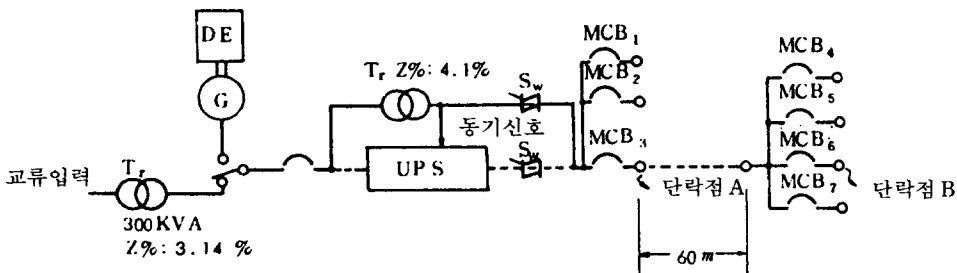 DE
G
교류입력
Tr
300KVA
Z%: 3.14 %
Tr Z%: 4.1%
동기신호
UPS
Sw
Sw
MCB1
MCB2
MCB3
단락점 A
60 m
MCB4
MCB5
MCB6
MCB7
단락점 B